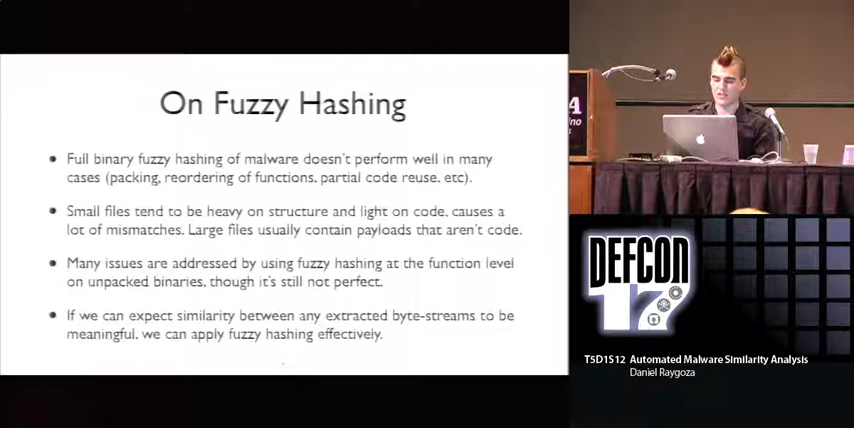 On Fuzzy Hashing
Full binary fuzzy hashing of malware doesn't perform well in many
cases (packing, reordering of functions, partial code reuse, etc).
Small files tend to be heavy on structure and light on code, causes a
lot of mismatches. Large files usually contain payloads that aren't code.
Many issues are addressed by using fuzzy hashing at the function level
on unpacked binaries, though it's still not perfect.
If we can expect similarity between any extracted byte-streams to be
meaningful, we can apply fuzzy hashing effectively.
DEFCON
17
T5D1S12 Automated Malware Similarity Analysis
Daniel Raygoza